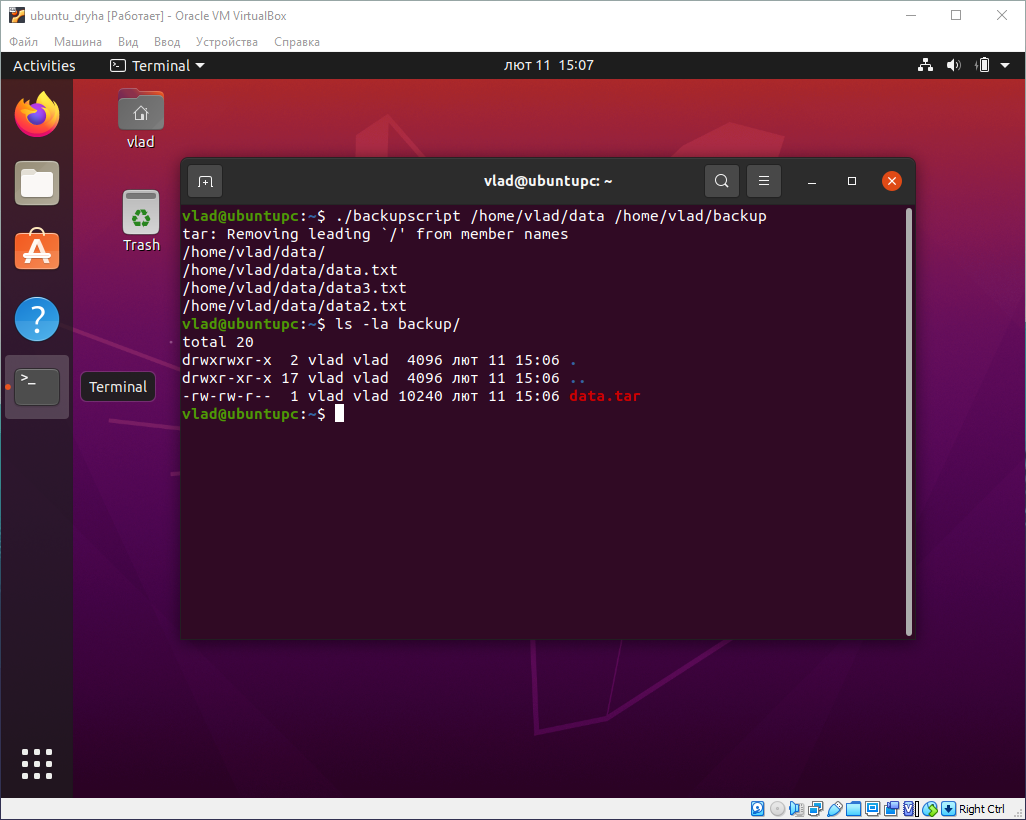 ubuntu_dryha [Работает] - Oracle VM VirtualBox
Файл Машина Вид Ввод Устройства Справка
Activities Terminal лют 11 15:07
vlad
Trash
Terminal
vlad@ubuntupc: ~
vlad@ubuntupc:~$ ./backupscript /home/vlad/data /home/vlad/backup
tar: Removing leading `/' from member names
/home/vlad/data/
/home/vlad/data/data.txt
/home/vlad/data/data3.txt
/home/vlad/data/data2.txt
vlad@ubuntupc:~$ ls -la backup/
total 20
drwxrwxr-x  2 vlad vlad  4096 лют 11 15:06 .
drwxr-xr-x 17 vlad vlad  4096 лют 11 15:06 ..
-rw-rw-r--  1 vlad vlad 10240 лют 11 15:06 data.tar
vlad@ubuntupc:~$
Right Ctrl